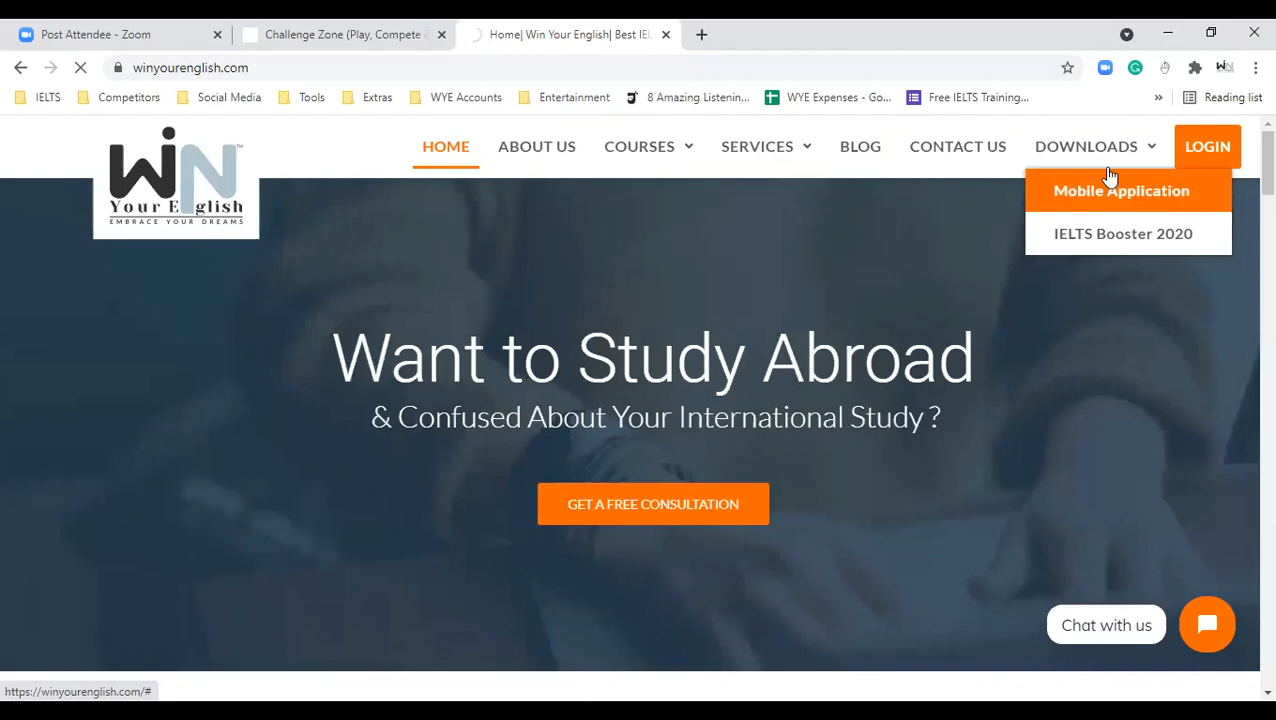 Post Attendee - Zoom
Challenge Zone (Play, Compete &
Home| Win Your English| Best IEL
winyourenglish.com
IELTS
Competitors
Social Media
Tools
Extras
WYE Accounts
Entertainment
8 Amazing Listenin...
WYE Expenses - Go...
Free IELTS Training...
»
Reading list
WiN
Your English
EMBRACE YOUR DREAMS
HOME
ABOUT US
COURSES
SERVICES
BLOG
CONTACT US
DOWNLOADS
LOGIN
Mobile Application
IELTS Booster 2020
Want to Study Abroad
& Confused About Your International Study ?
GET A FREE CONSULTATION
Chat with us
https://winyourenglish.com/#